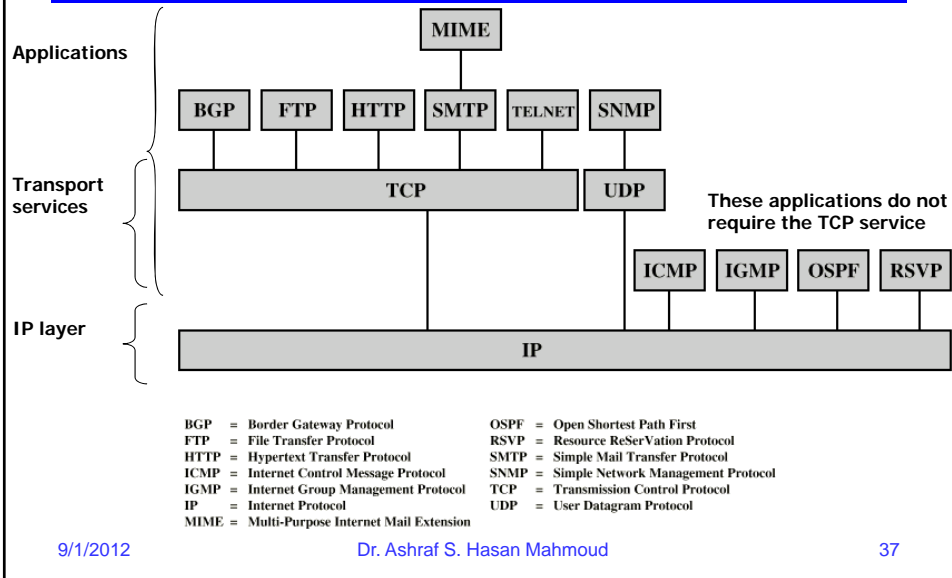 Applications
MIME
BGP FTP HTTP SMTP TELNET SNMP
Transport
services
TCP UDP
These applications do not
require the TCP service
ICMP IGMP OSPF RSVP
IP layer
IP
BGP = Border Gateway Protocol
FTP = File Transfer Protocol
HTTP = Hypertext Transfer Protocol
ICMP = Internet Control Message Protocol
IGMP = Internet Group Management Protocol
IP = Internet Protocol
MIME = Multi-Purpose Internet Mail Extension
OSPF = Open Shortest Path First
RSVP = Resource ReSerVation Protocol
SMTP = Simple Mail Transfer Protocol
SNMP = Simple Network Management Protocol
TCP = Transmission Control Protocol
UDP = User Datagram Protocol
9/1/2012 Dr. Ashraf S. Hasan Mahmoud 37